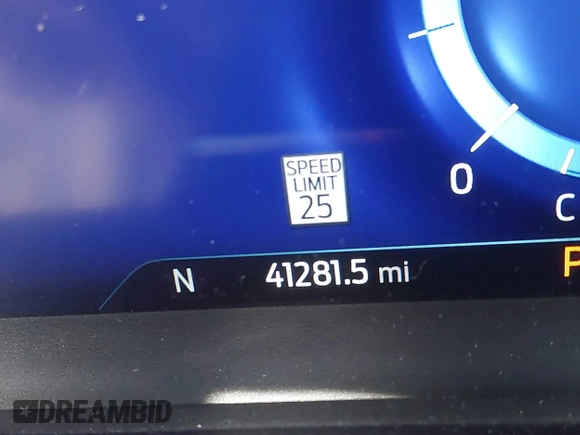 SPEED
LIMIT
25
0
C
N 41281.5 mi P
DREAMBID